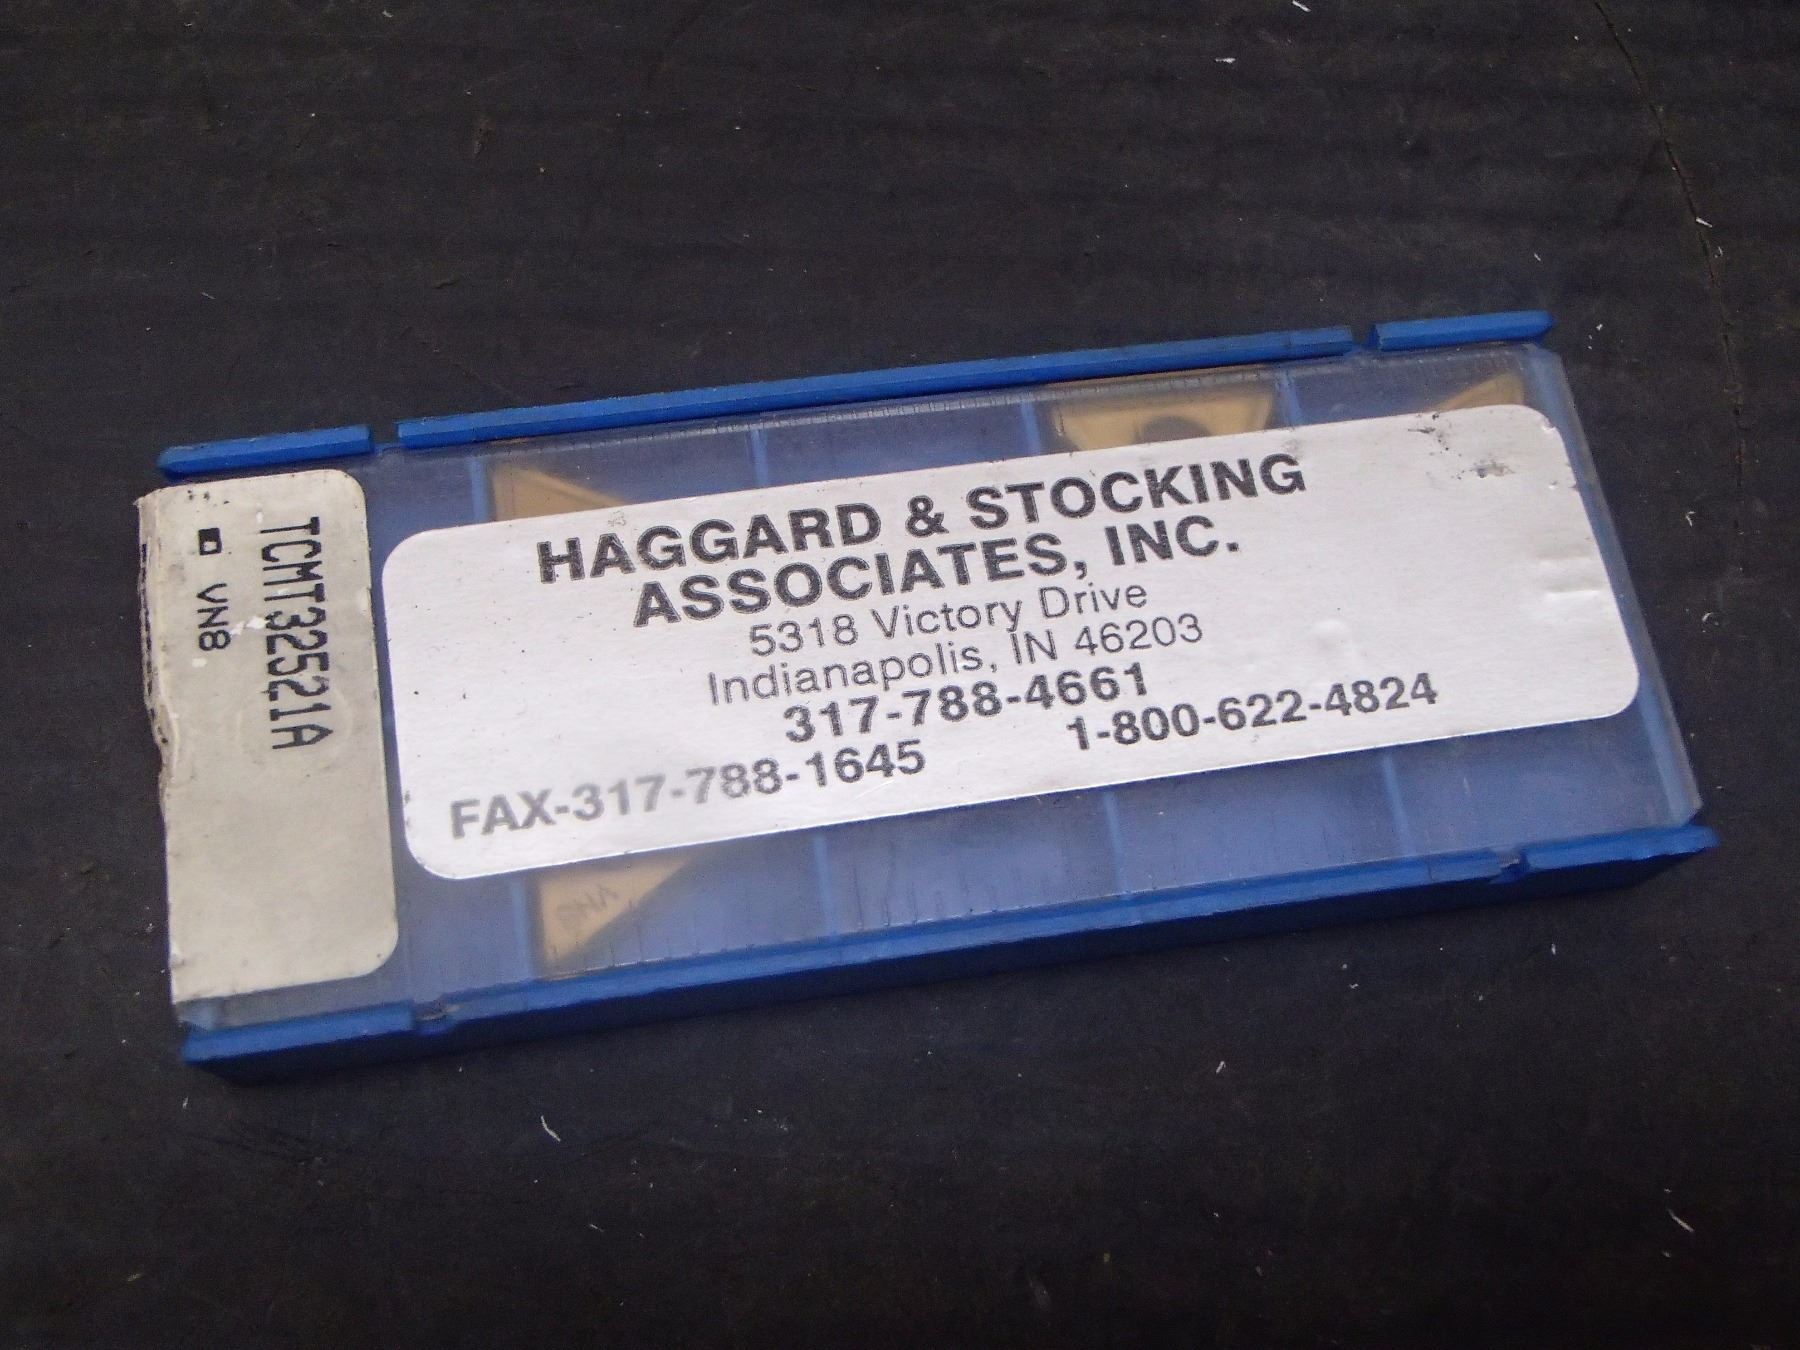 HAGGARD & STOCKING
ASSOCIATES, INC.
5318 Victory Drive
Indianapolis, IN 46203
317-788-4661
FAX-317-788-1645 1-800-622-4824
TCMT32521A
VN8